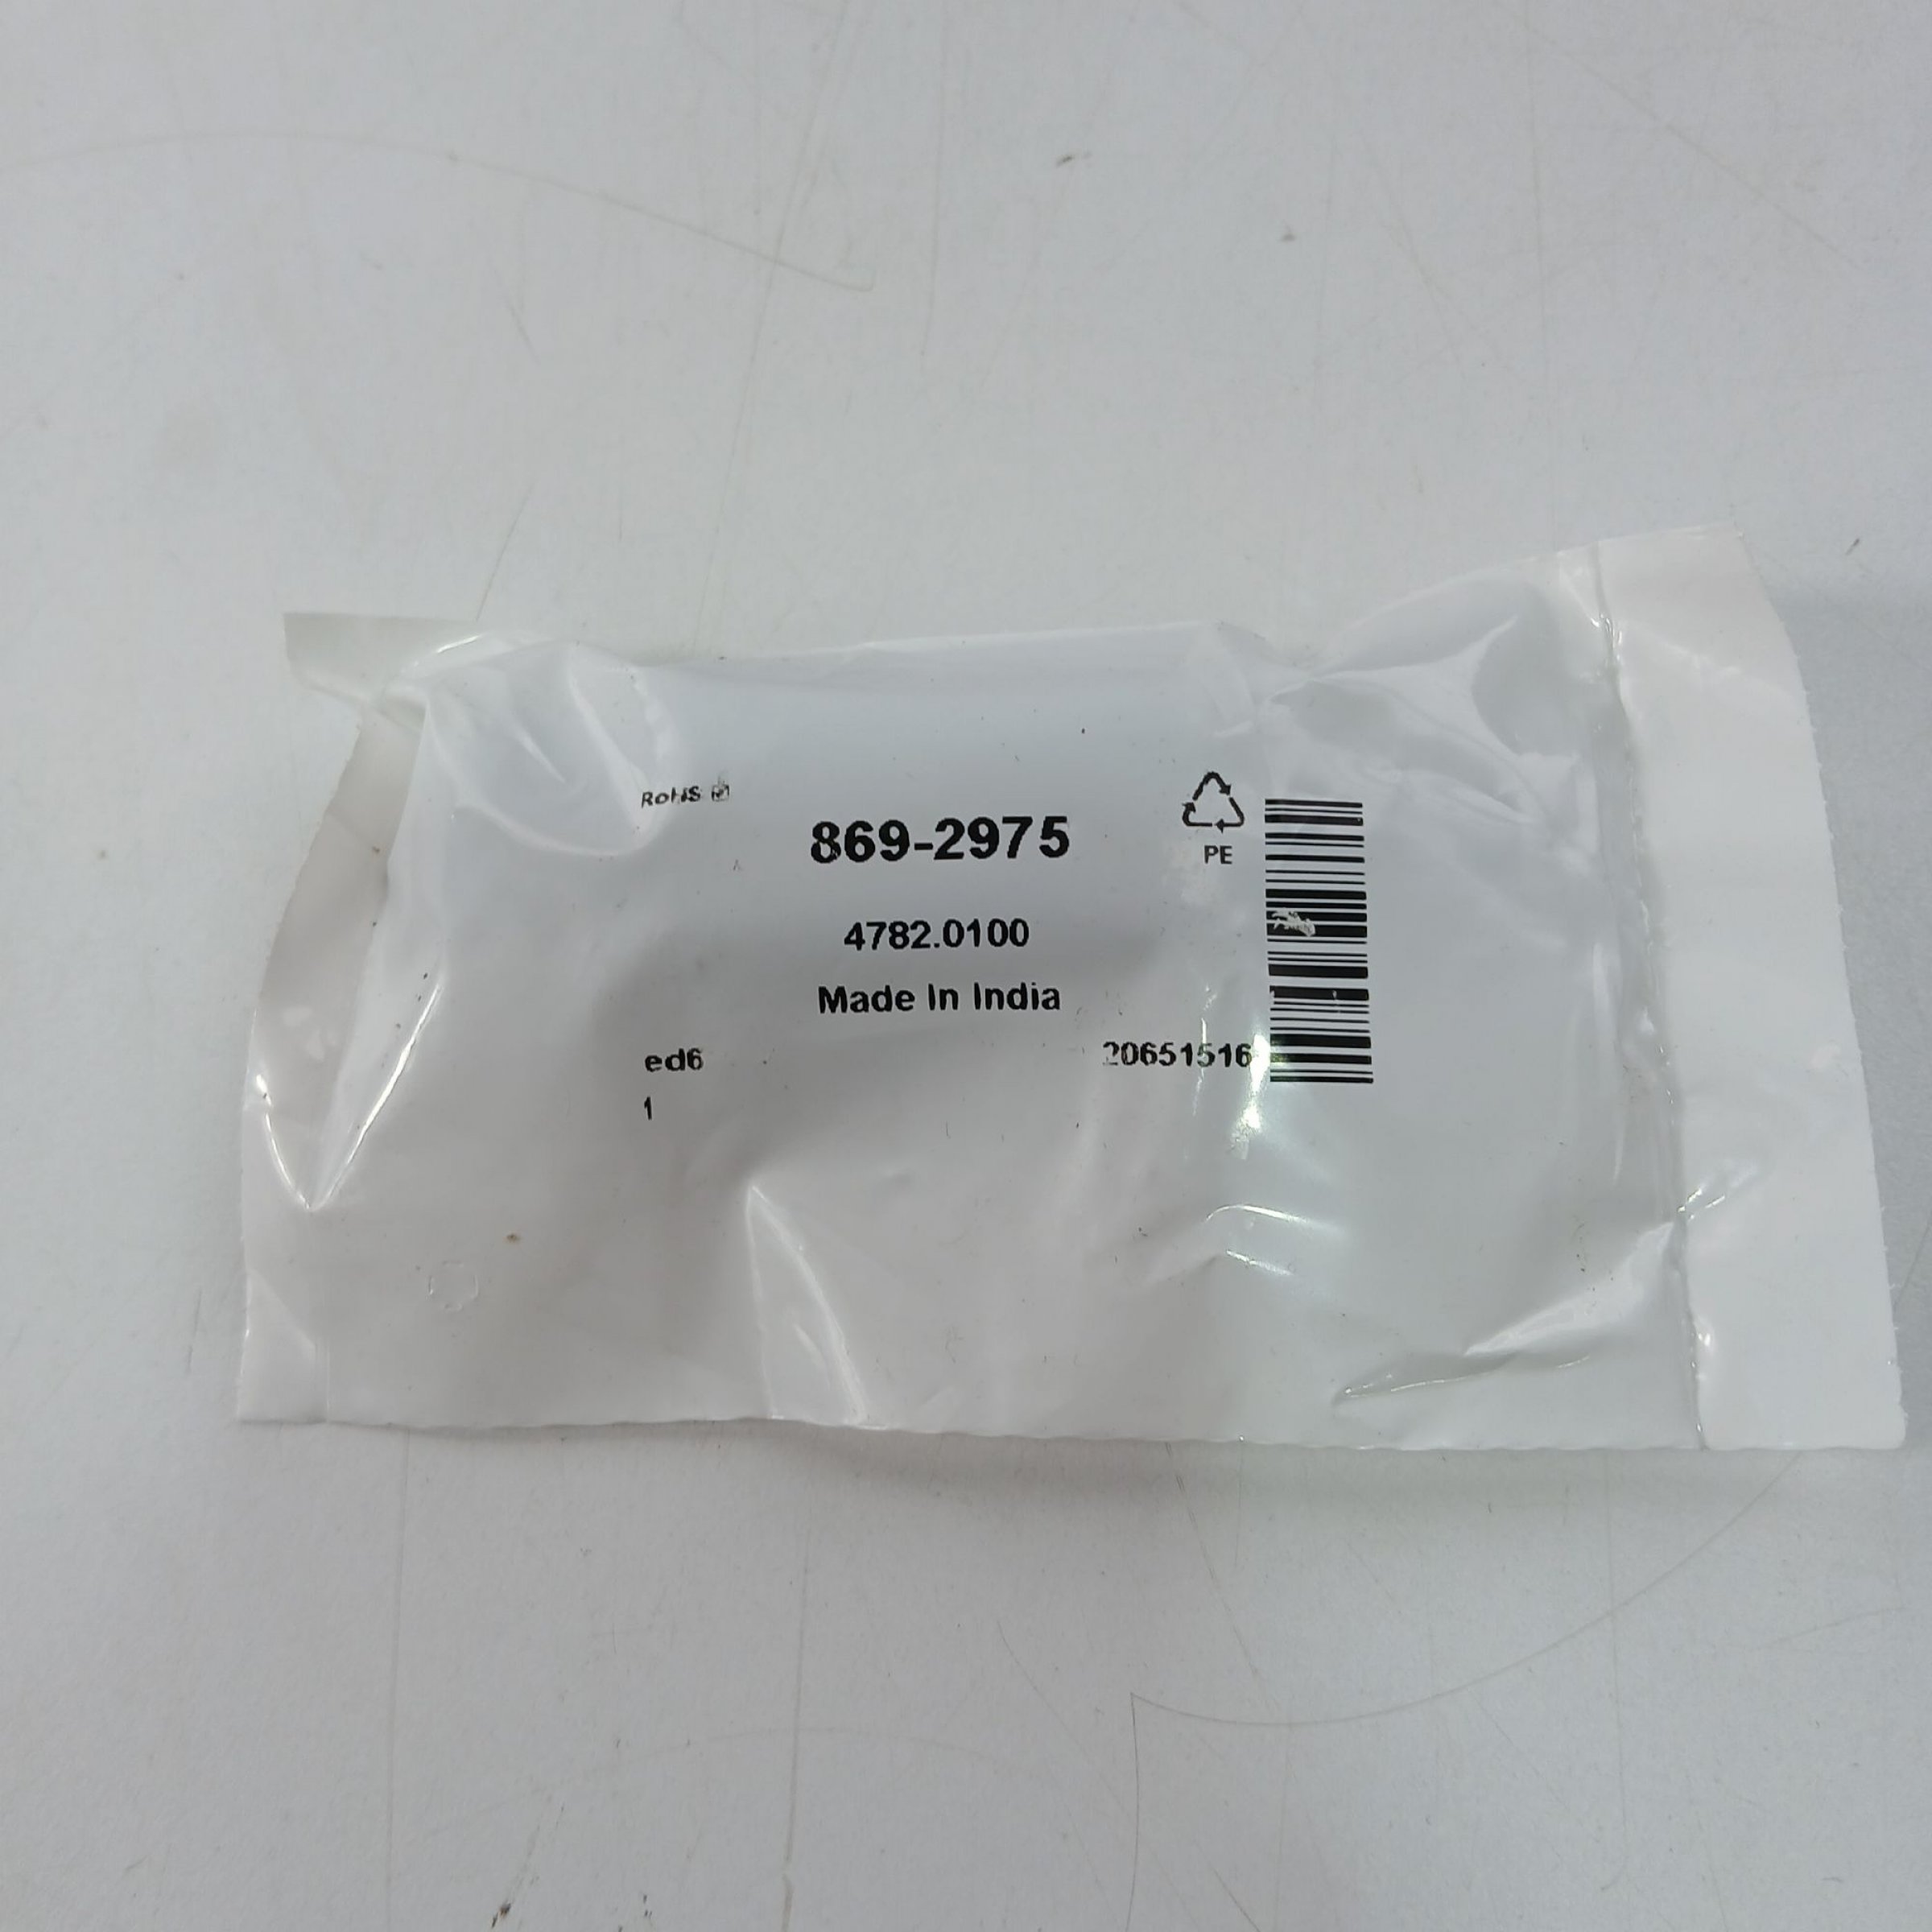 RoHS
869-2975
PE
4782.0100
Made In India
ed6
20651516
1